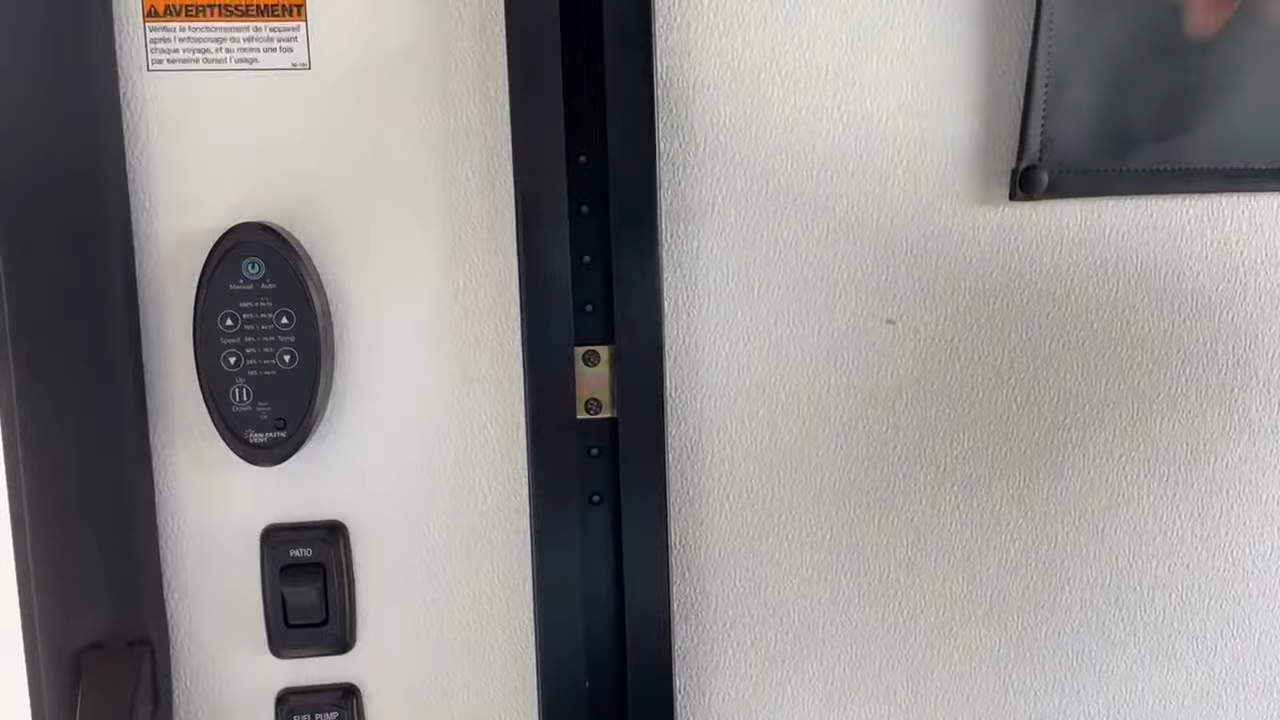 AVERTISSEMENT
Vérifiez le fonctionnement de l'appareil
après l'entreposage du véhicule avant
chaque voyage, et au moins une fois
par semaine durant l'usage.
Manual Auto
Speed Temp
Up
Down
FAN-TASTIC
VENT
PATIO
FUEL PUMP